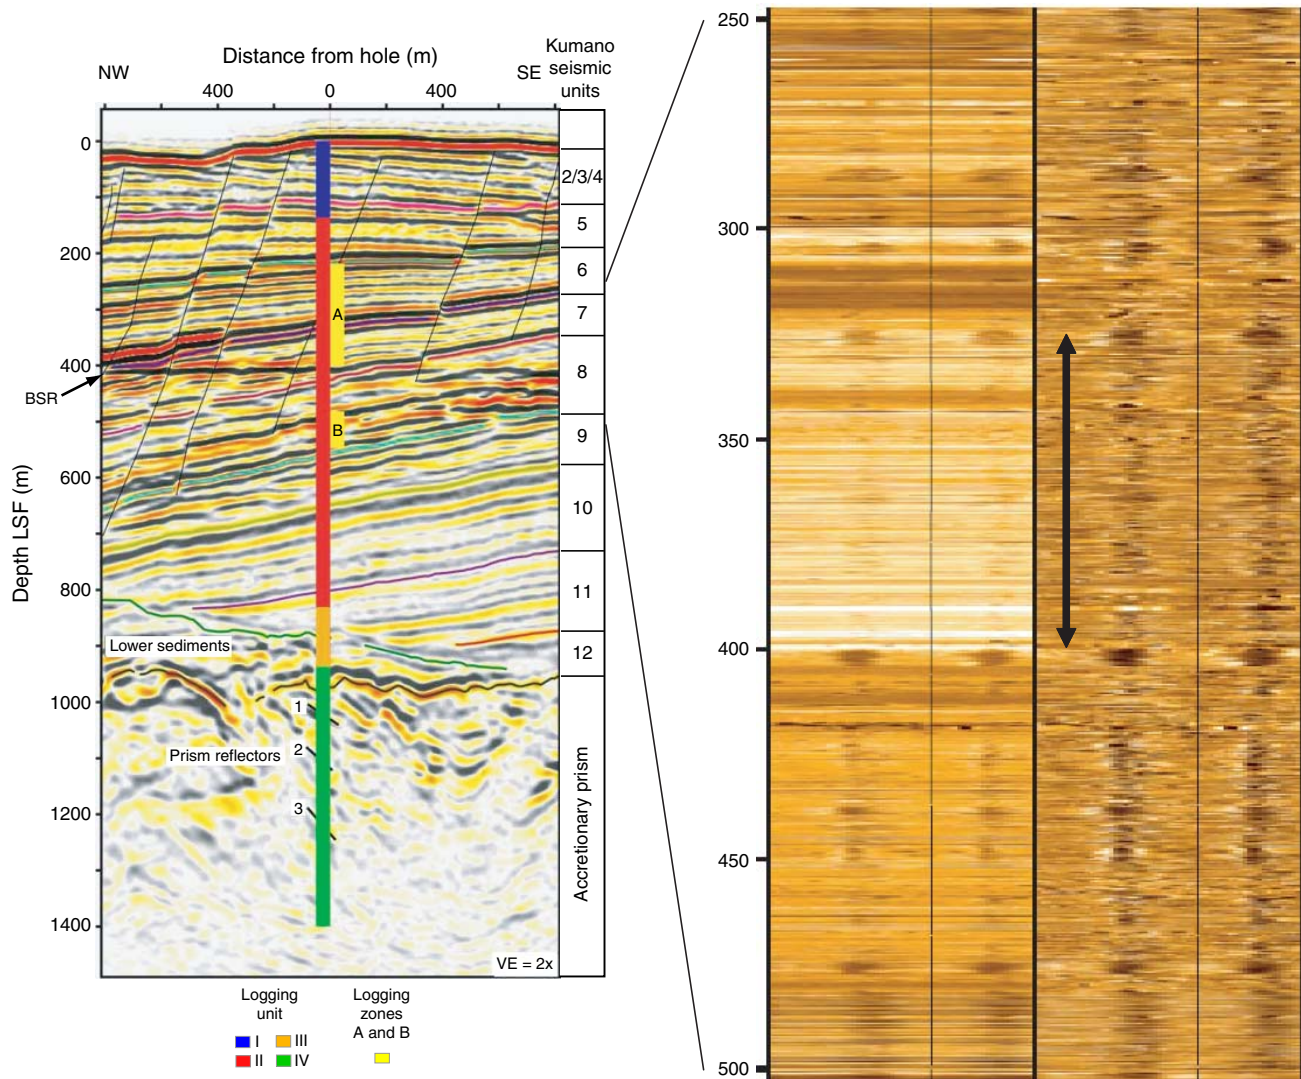 Distance from hole (m)
NW
SE
400
0
400
Kumano
seismic
units
Depth LSF (m)
0
200
400
600
800
1000
1200
1400
BSR
A
B
Lower sediments
Prism reflectors
1
2
3
VE = 2x
2/3/4
5
6
7
8
9
10
11
12
Accretionary prism
Logging
unit
I
II
III
IV
Logging
zones
A and B
250
300
350
400
450
500